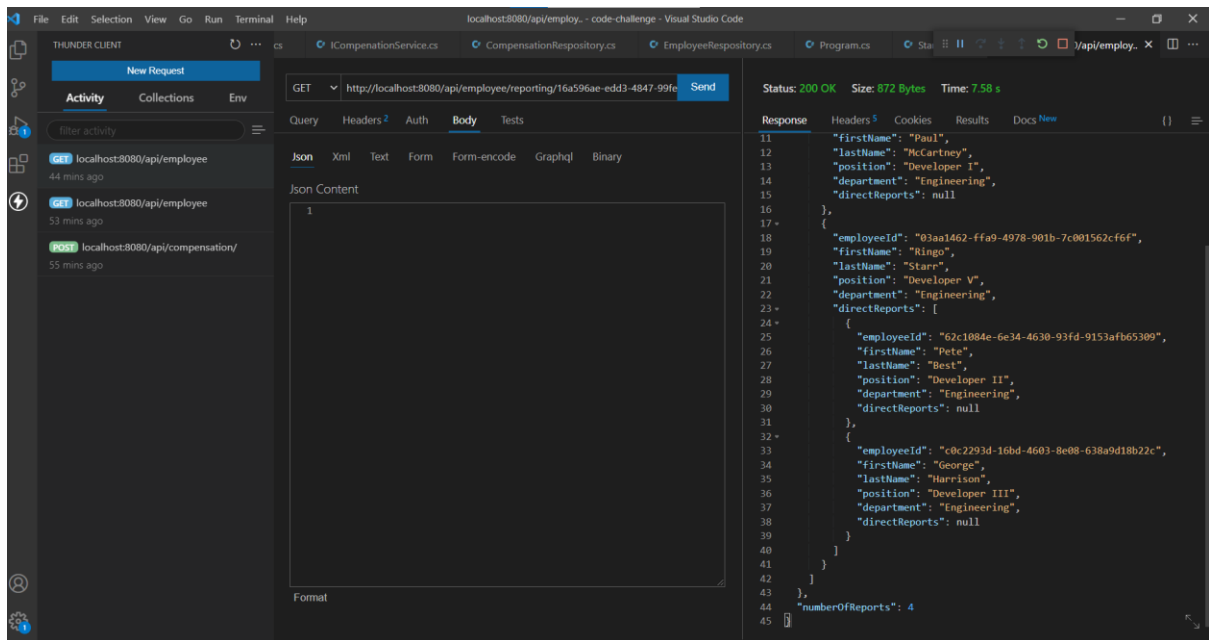 File Edit Selection View Go Run Terminal Help localhost:8080/api/employ.. - code-challenge - Visual Studio Code
THUNDER CLIENT
cs ICompenationService.cs CompensationRespository.cs EmployeeRespository.cs Program.cs Sta /api/employ..
New Request
Activity Collections Env
filter activity
GET localhost:8080/api/employee
44 mins ago
GET localhost:8080/api/employee
53 mins ago
POST localhost:8080/api/compensation/
55 mins ago
GET http://localhost:8080/api/employee/reporting/16a596ae-edd3-4847-99fe Send
Query Headers 2 Auth Body Tests
Json Xml Text Form Form-encode Graphql Binary
Json Content
1
Format
Status: 200 OK Size: 872 Bytes Time: 7.58 s
Response Headers 5 Cookies Results Docs New {}
11 "firstName": "Paul",
12 "lastName": "McCartney",
13 "position": "Developer I",
14 "department": "Engineering",
15 "directReports": null
16 },
17 {
18 "employeeId": "03aa1462-ffa9-4978-901b-7c001562cf6f",
19 "firstName": "Ringo",
20 "lastName": "Starr",
21 "position": "Developer V",
22 "department": "Engineering",
23 "directReports": [
24 {
25 "employeeId": "62c1084e-6e34-4630-93fd-9153afb65309",
26 "firstName": "Pete",
27 "lastName": "Best",
28 "position": "Developer II",
29 "department": "Engineering",
30 "directReports": null
31 },
32 {
33 "employeeId": "c0c2293d-16bd-4603-8e08-638a9d18b22c",
34 "firstName": "George",
35 "lastName": "Harrison",
36 "position": "Developer III",
37 "department": "Engineering",
38 "directReports": null
39 }
40 ]
41 }
42 ]
43 },
44 "numberOfReports": 4
45 }